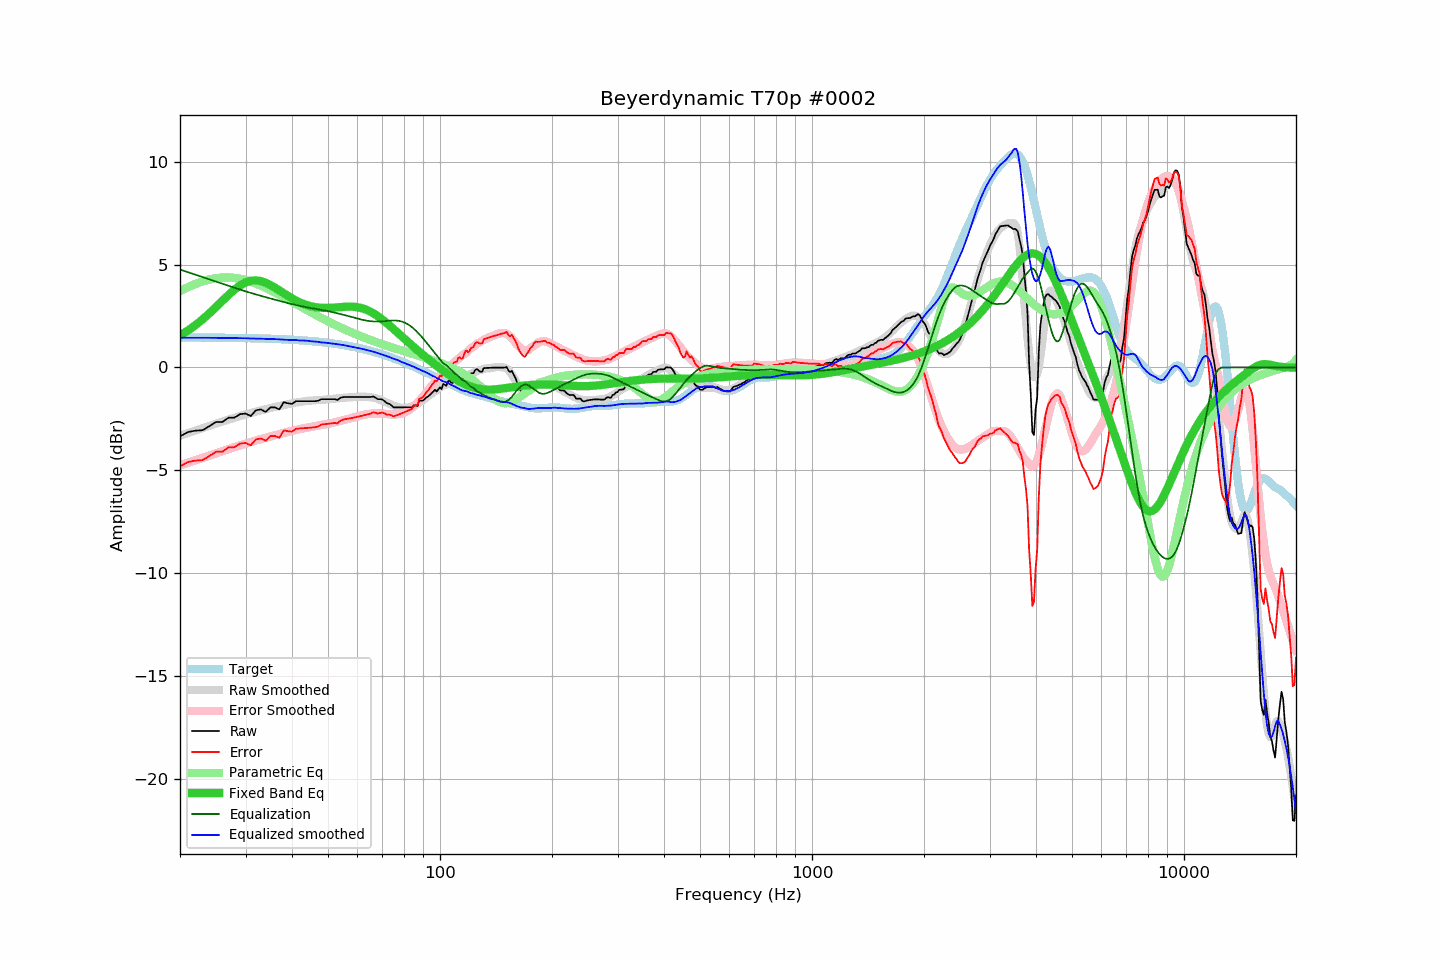 Beyerdynamic T70p #0002
10
5
0
−5
−10
−15
−20
Amplitude (dBr)
Target
Raw Smoothed
Error Smoothed
Raw
Error
Parametric Eq
Fixed Band Eq
Equalization
Equalized smoothed
100 1000 10000
Frequency (Hz)